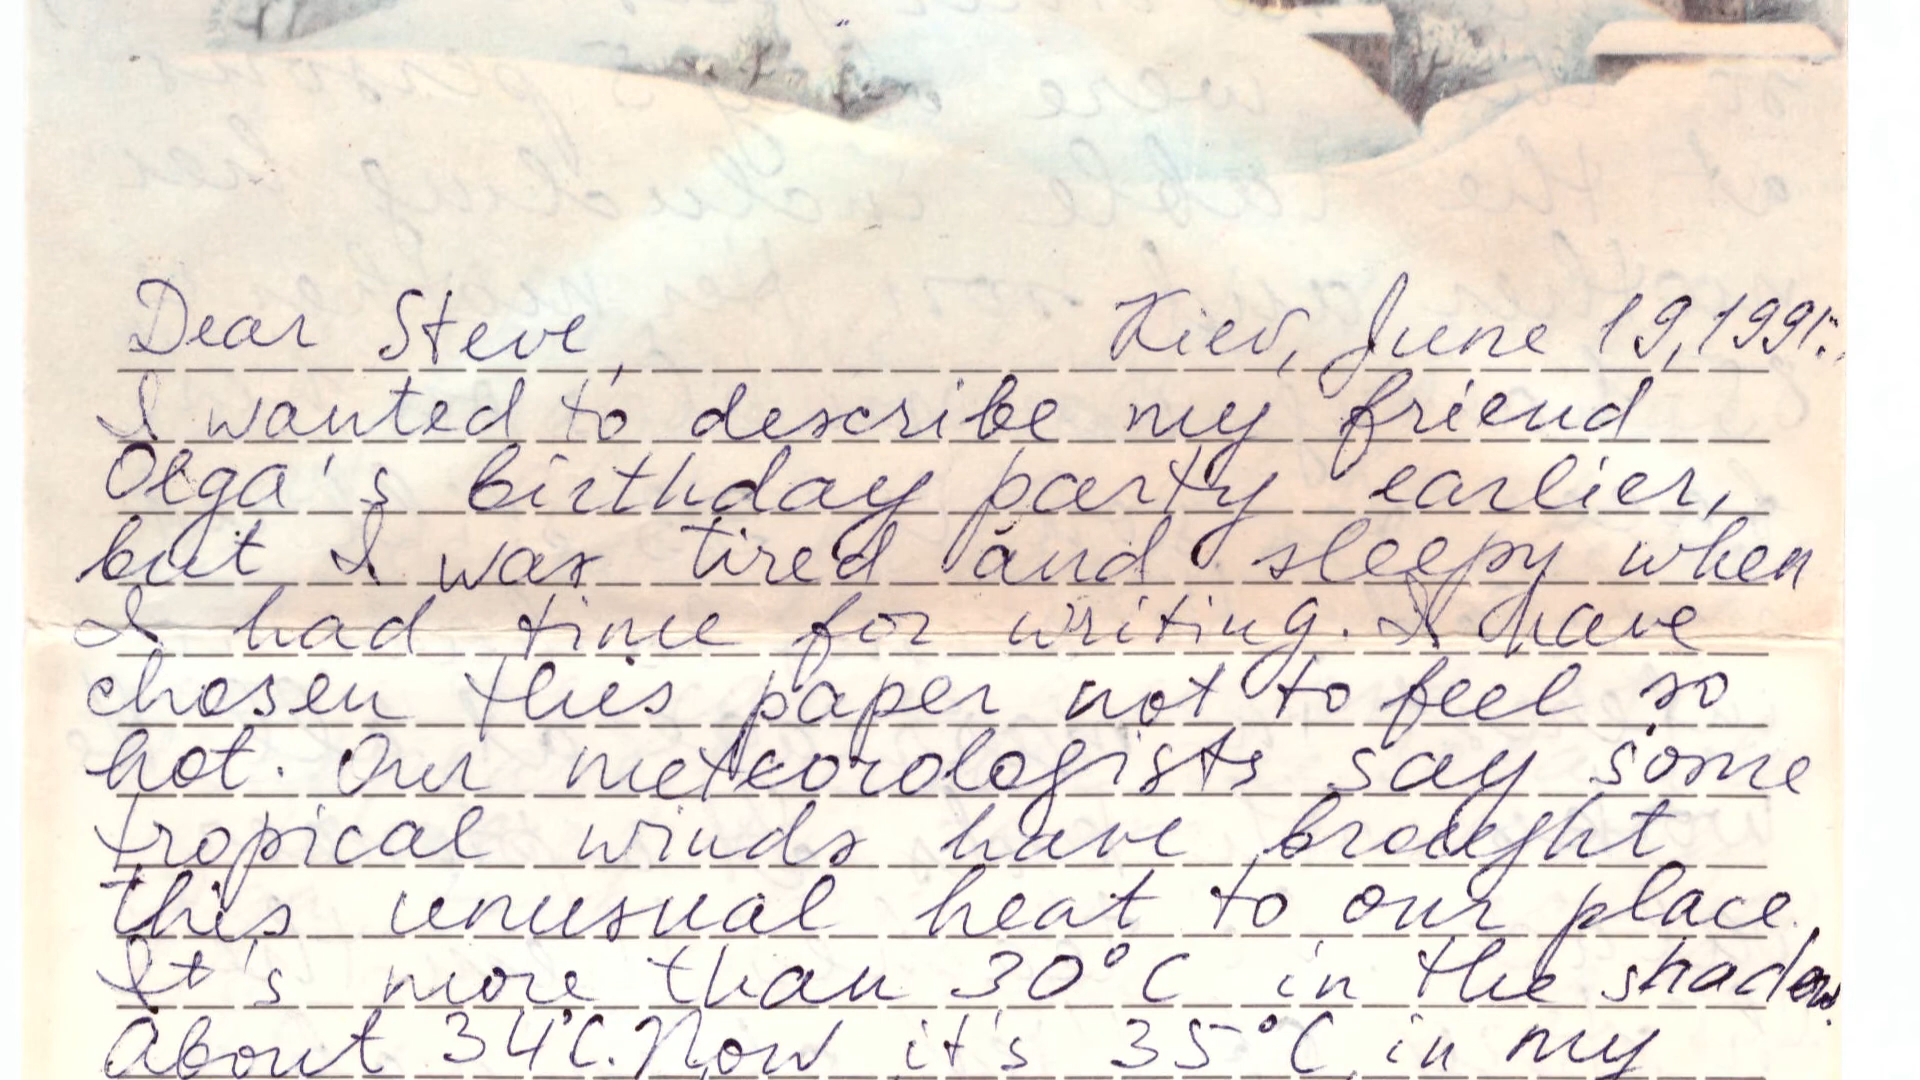 Dear Steve, Kiev, June 19, 1991.
I wanted to describe my friend
Olga's birthday party earlier,
but I was tired and sleepy when
I had time for writing. I have
chosen this paper not to feel so
hot. Our meteorologists say some
tropical winds have brought
this unusual heat to our place.
It's more than 30°C in the shadow.
About 34°C. Now it's 35°C in my